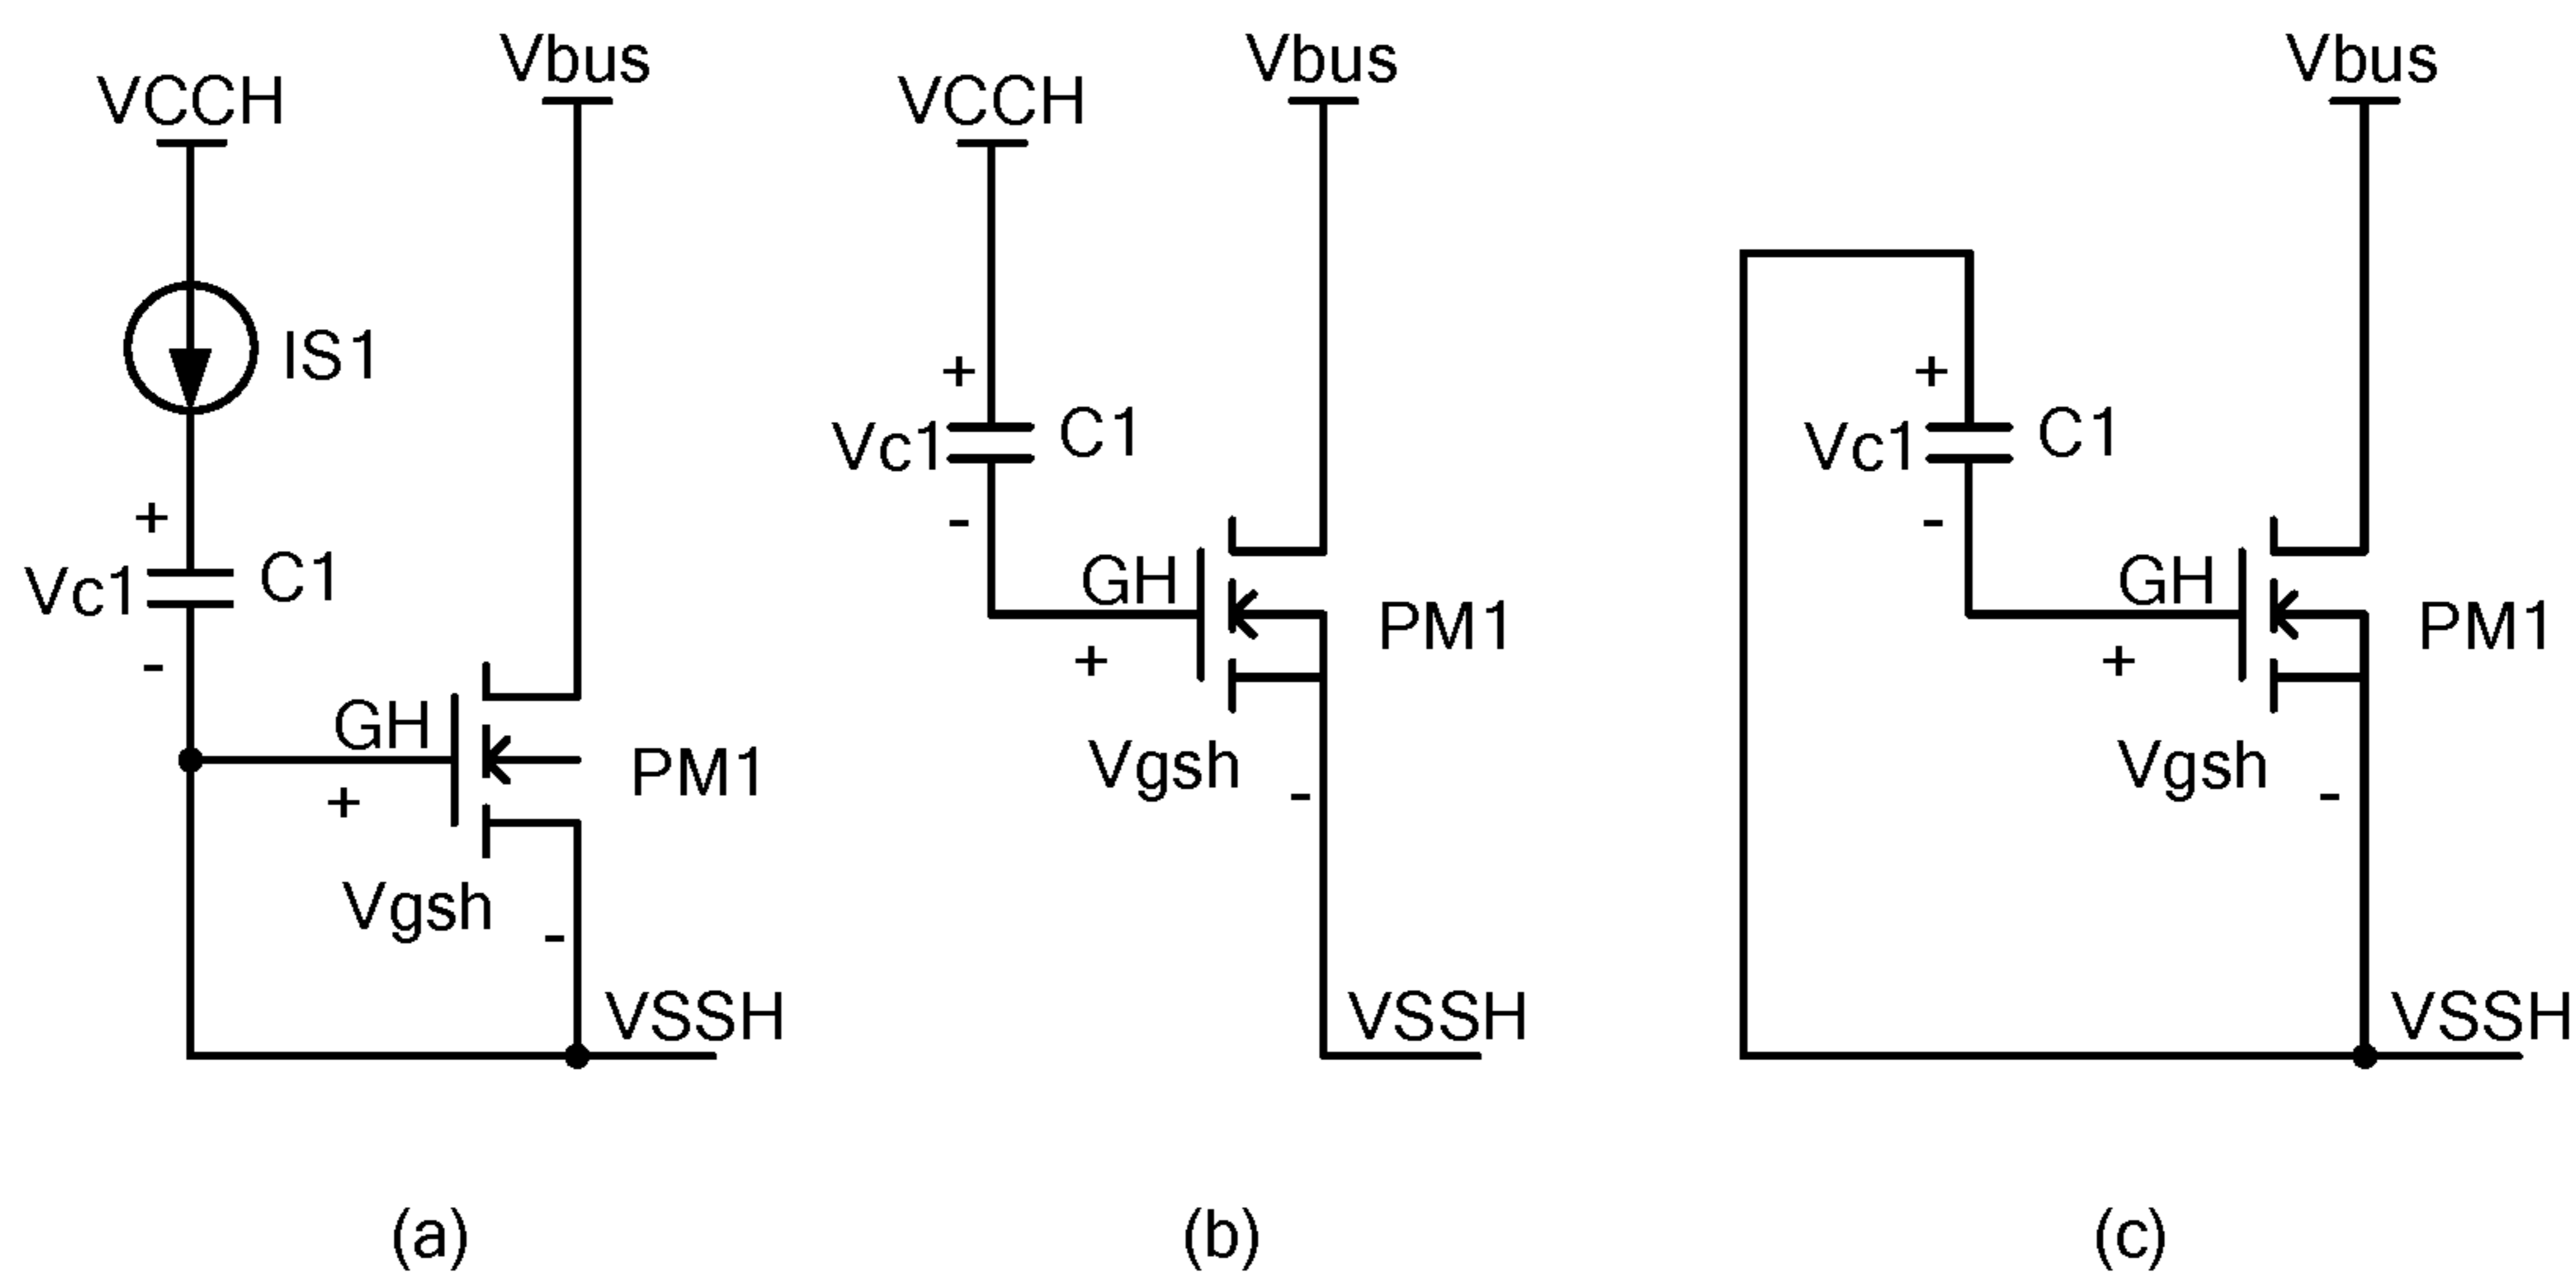 VCCH
Vbus
IS1
+
Vc1
C1
-
GH
+
PM1
Vgsh
-
VSSH
(a)
VCCH
Vbus
+
Vc1
C1
-
GH
+
PM1
Vgsh
-
VSSH
(b)
Vbus
+
Vc1
C1
-
GH
+
PM1
Vgsh
-
VSSH
(c)